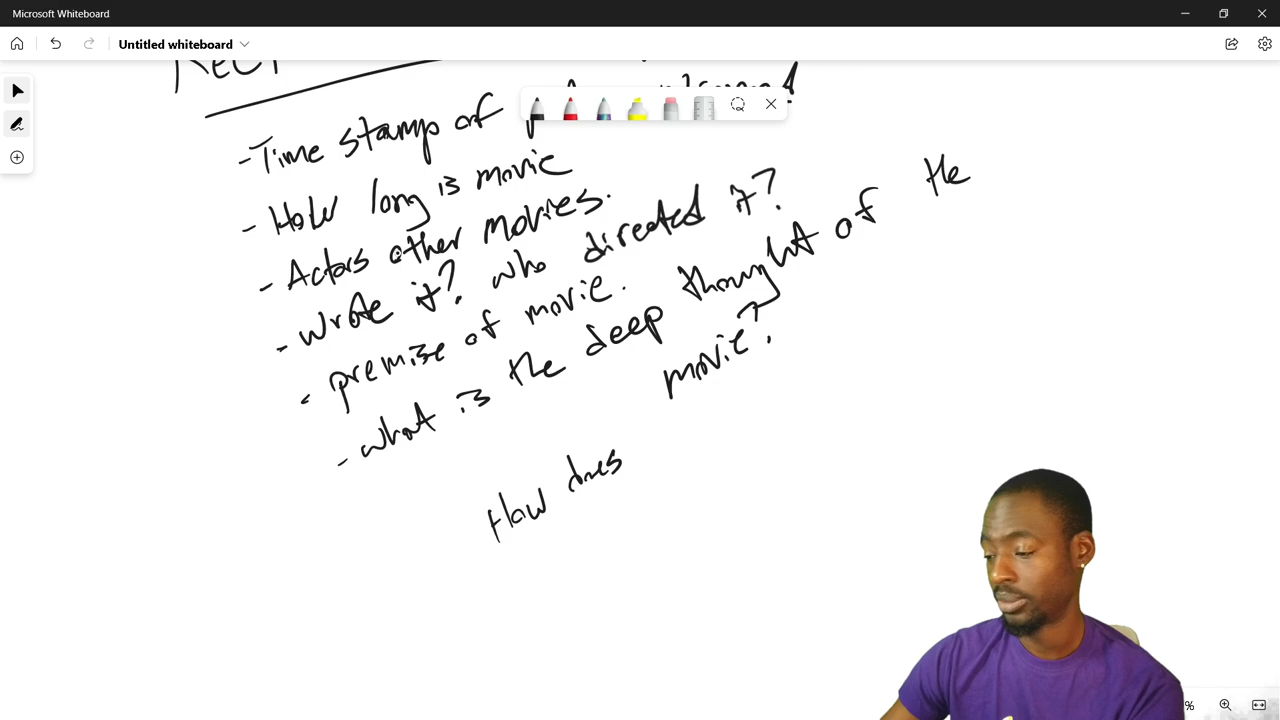 Microsoft Whiteboard
Untitled whiteboard
- Time stamp of
- How long is movie
- Actors other movies.
- wrote it? who directed it?
- premise of movie.
- what is the deep thought of the
movie?
How does
%